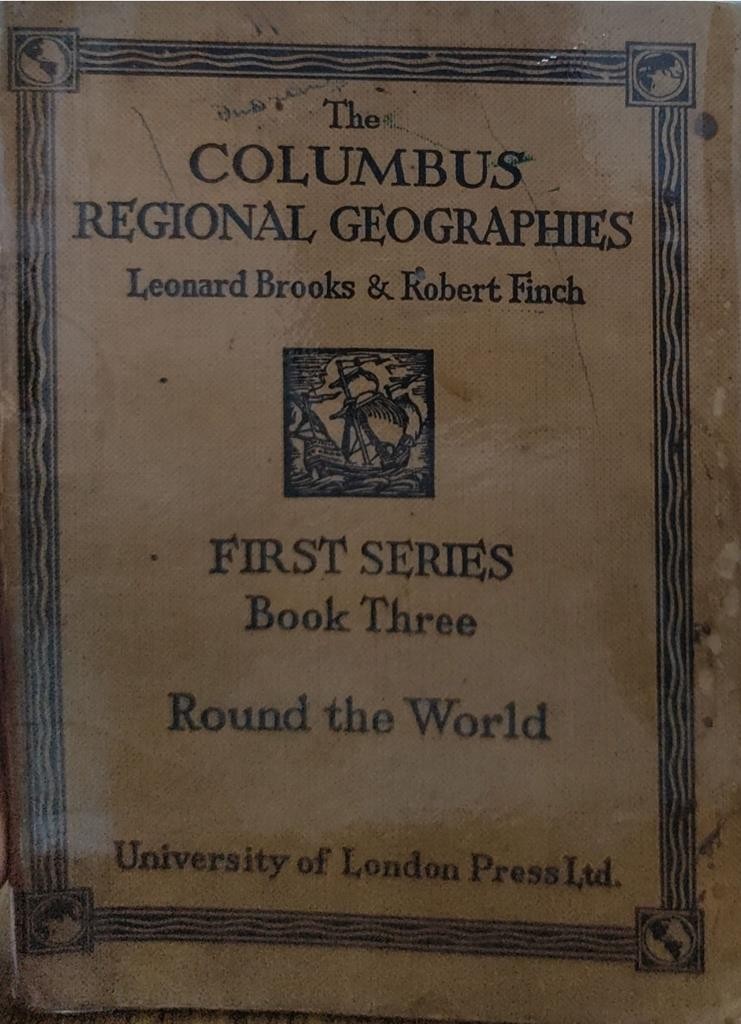 The
COLUMBUS
REGIONAL GEOGRAPHIES
Leonard Brooks & Robert Finch
FIRST SERIES
Book Three
Round the World
University of London Press Ltd.